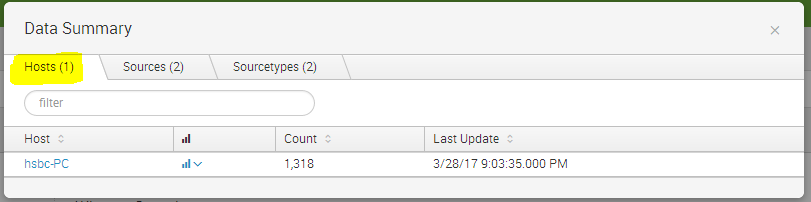 Data Summary
Hosts (1) Sources (2) Sourcetypes (2)
filter
Host Count Last Update
hsbc-PC 1,318 3/28/17 9:03:35.000 PM